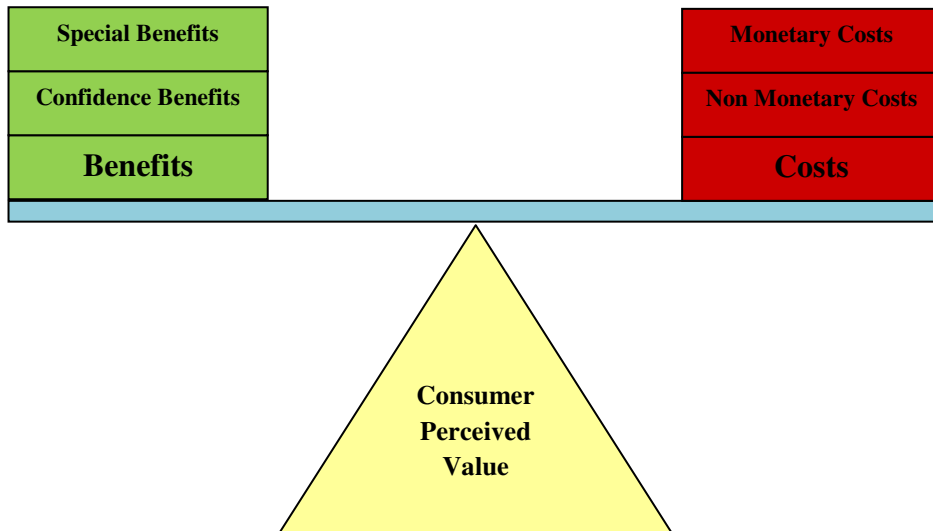 Special Benefits
Confidence Benefits
Benefits
Monetary Costs
Non Monetary Costs
Costs
Consumer
Perceived
Value